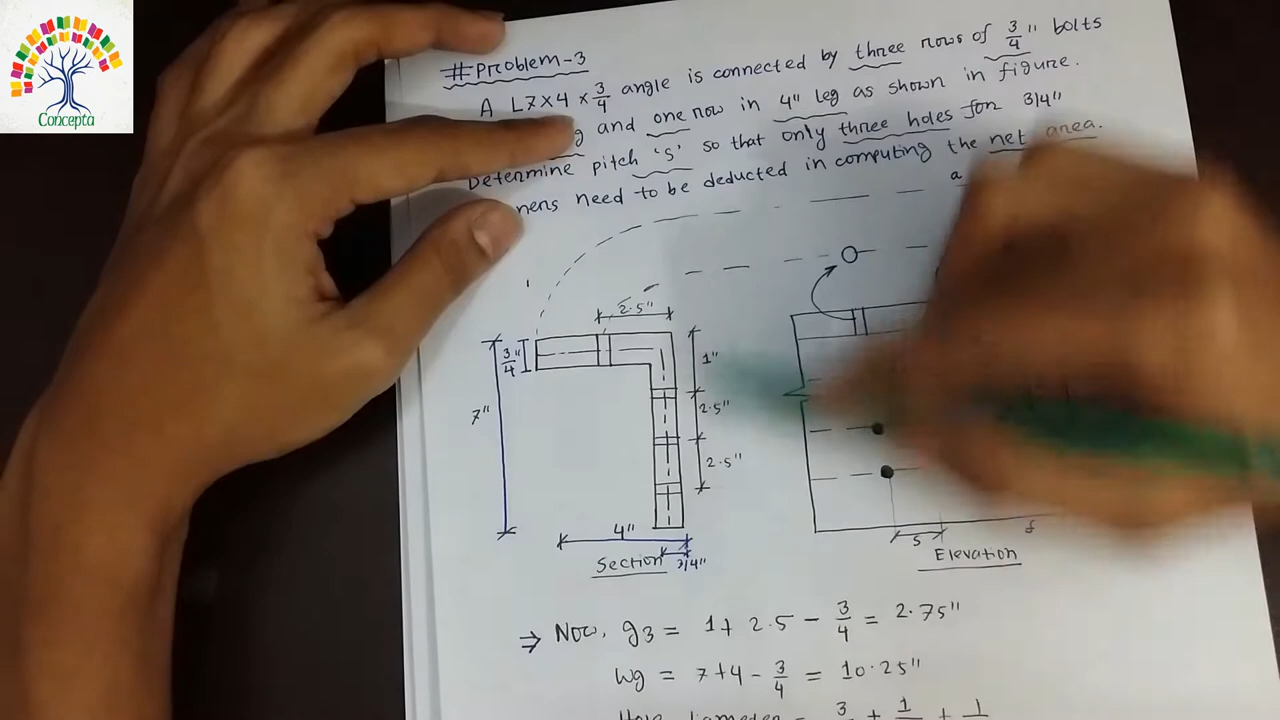 Concepta
# Problem-3
A L7×4×3/4 angle is connected by three rows of 3/4" bolts
and one row in 4" leg as shown in figure.
Determine pitch 's' so that only three holes for 3/4"
need to be deducted in computing the net area.
a
2.5"
3/4"
1"
7"
2.5"
2.5"
4"
3/4"
Section
s
f
Elevation
⇒ Now, g3 = 1 + 2.5 - 3/4 = 2.75"
wg = 7+4 - 3/4 = 10.25"